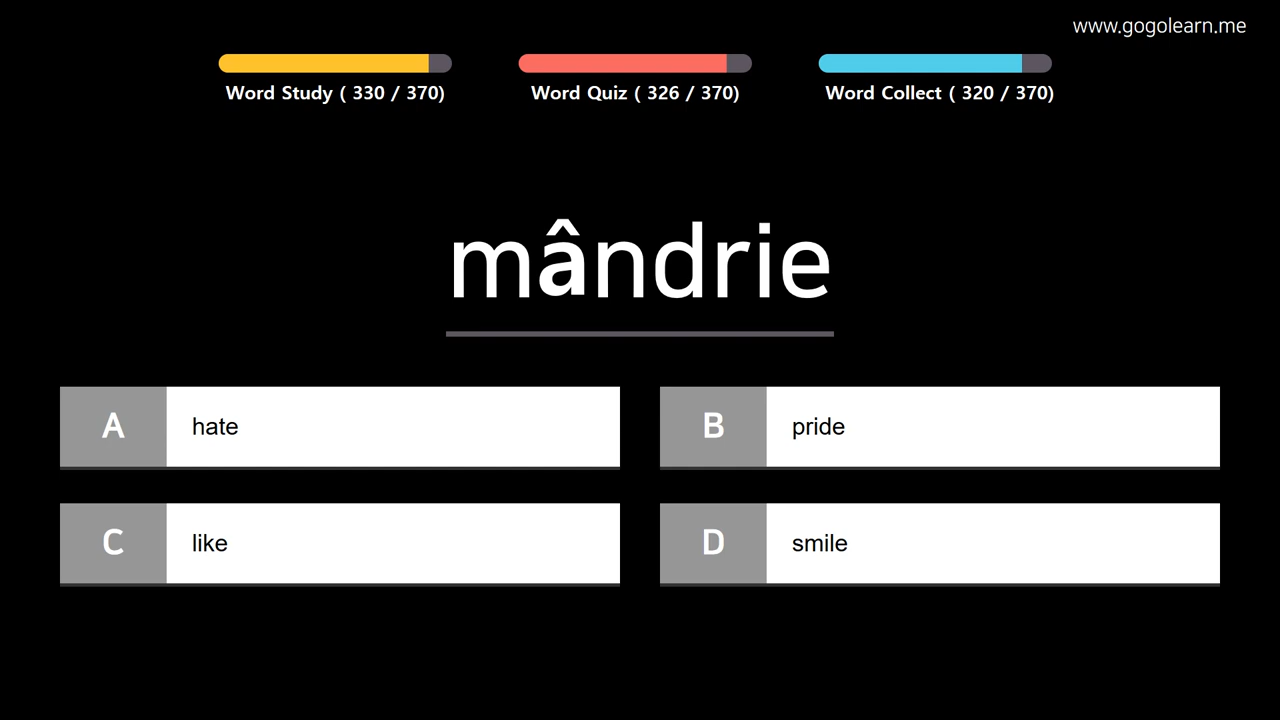 www.gogolearn.me
Word Study ( 330 / 370)
Word Quiz ( 326 / 370)
Word Collect ( 320 / 370)
mândrie
A hate
B pride
C like
D smile